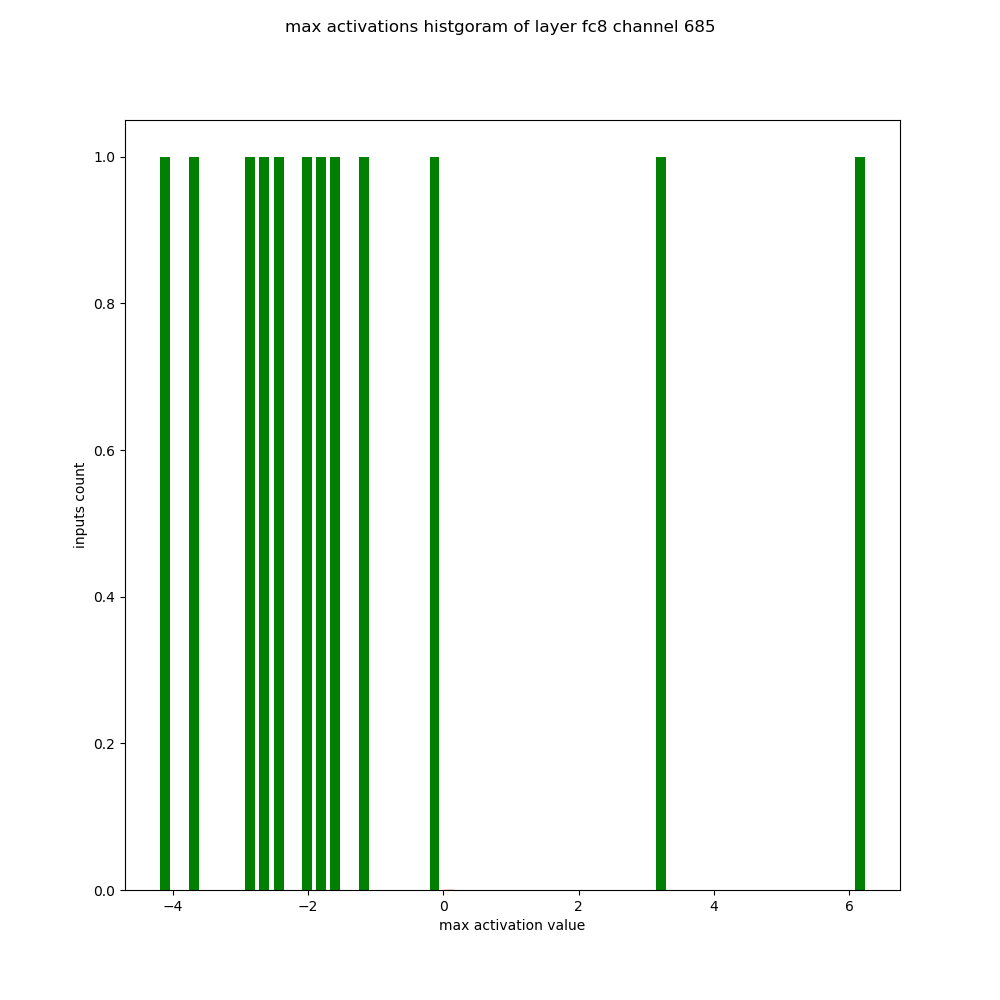 max activations histgoram of layer fc8 channel 685
1.0
0.8
0.6
0.4
0.2
0.0
inputs count
−4 −2 0 2 4 6
max activation value